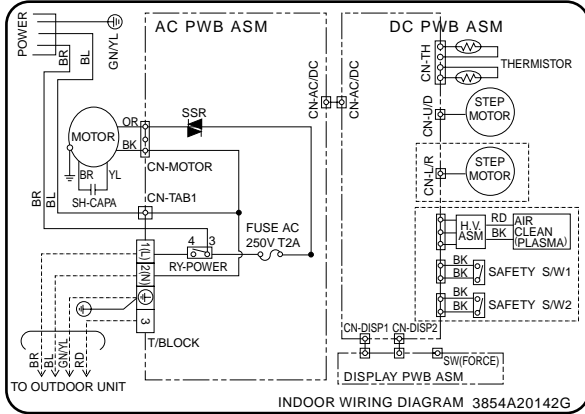 POWER
BR
BL
GN/YL
AC PWB ASM
DC PWB ASM
CN-AC/DC
CN-AC/DC
CN-TH
THERMISTOR
CN-U/D
STEP
MOTOR
CN-L/R
STEP
MOTOR
MOTOR
OR
BK
SSR
CN-MOTOR
BR
YL
SH-CAPA
BR
BL
CN-TAB1
FUSE AC
250V T2A
4
3
RY-POWER
1(L)
2(N)
3
T/BLOCK
H.V.
ASM
RD
BK
AIR
CLEAN
(PLASMA)
BK
BK
SAFETY S/W1
BK
BK
SAFETY S/W2
CN-DISP1
CN-DISP2
SW(FORCE)
DISPLAY PWB ASM
BR
BL
GN/YL
RD
TO OUTDOOR UNIT
INDOOR WIRING DIAGRAM 3854A20142G